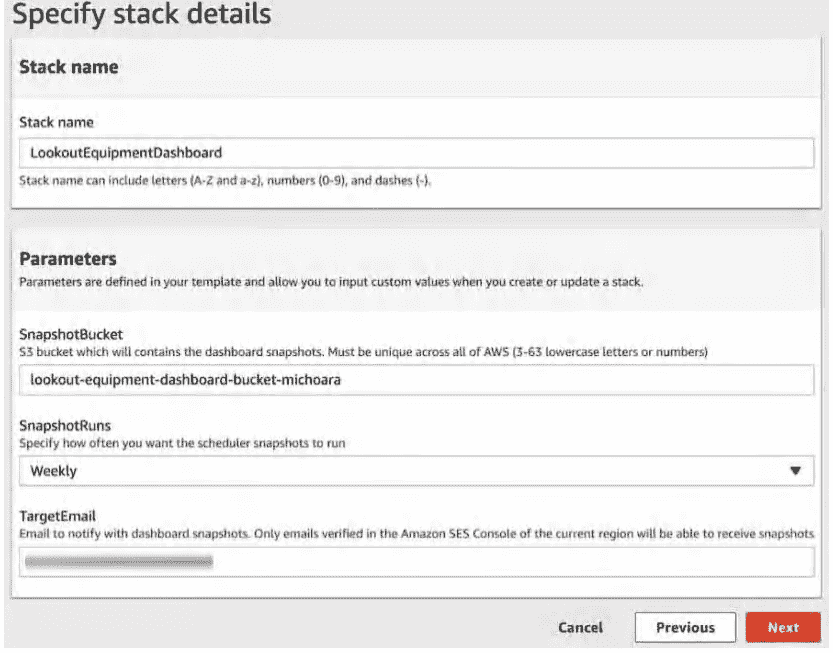 Specify stack details
Stack name
Stack name
LookoutEquipmentDashboard
Stack name can include letters (A-Z and a-z), numbers (0-9), and dashes (-).
Parameters
Parameters are defined in your template and allow you to input custom values when you create or update a stack.
SnapshotBucket
S3 bucket which will contains the dashboard snapshots. Must be unique across all of AWS (3-63 lowercase letters or numbers)
lookout-equipment-dashboard-bucket-michoara
SnapshotRuns
Specify how often you want the scheduler snapshots to run
Weekly
TargetEmail
Email to notify with dashboard snapshots. Only emails verified in the Amazon SES Console of the current region will be able to receive snapshots
Cancel Previous Next